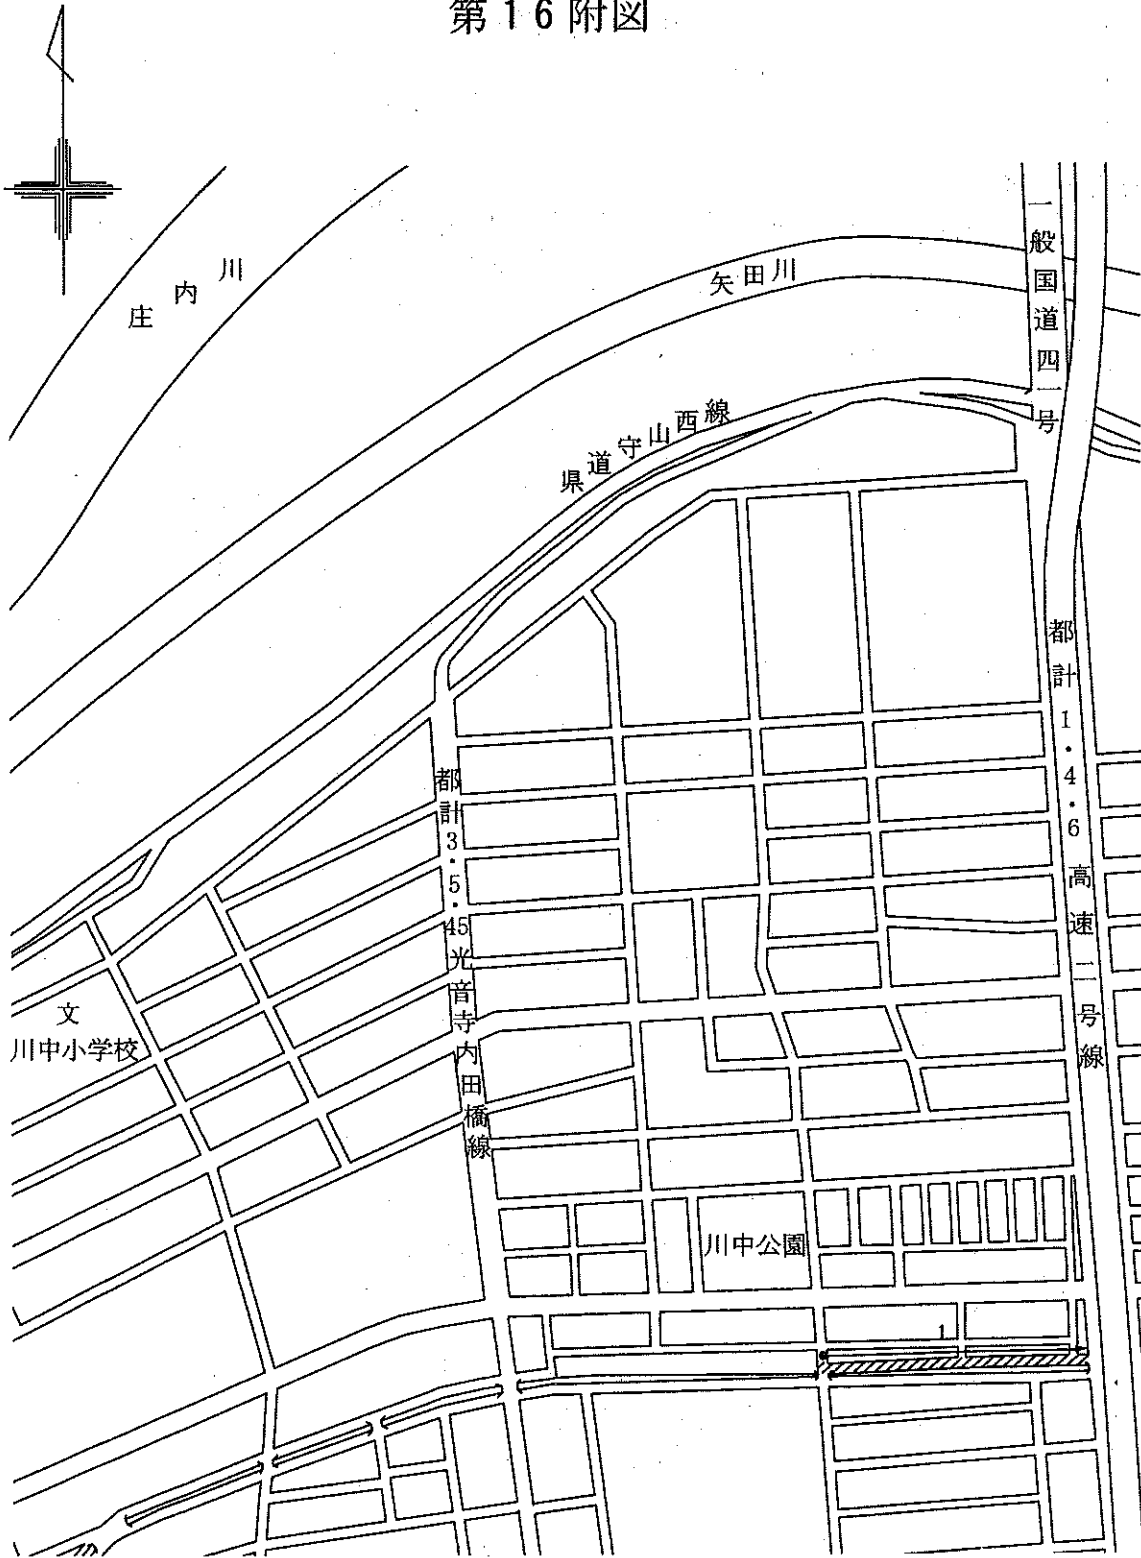 第16附図
庄内川
矢田川
一般国道四一号
県道守山西線
都計1・4・6高速二号線
都計3・5・45光音寺内田橋線
文
川中小学校
川中公園
1